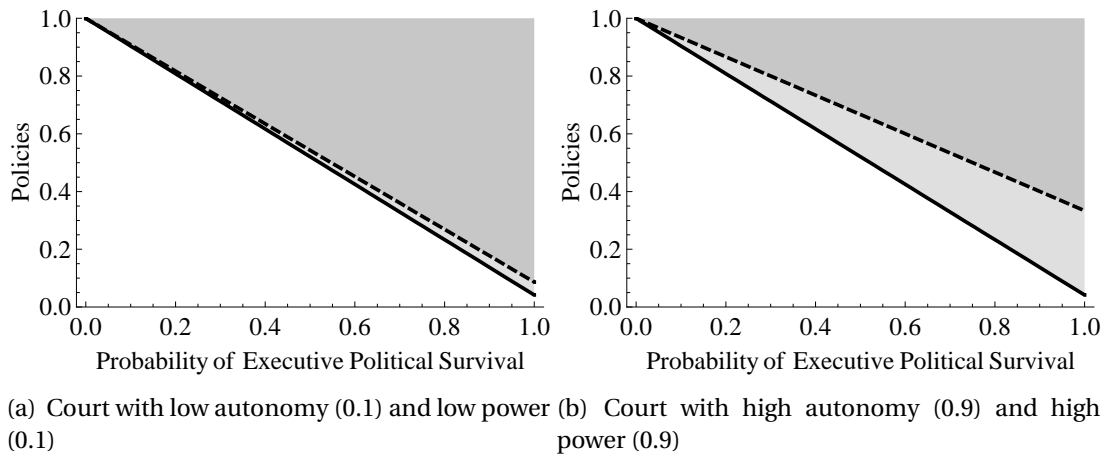 1.0
0.8
0.6
0.4
0.2
0.0
Policies
0.0 0.2 0.4 0.6 0.8 1.0
Probability of Executive Political Survival
1.0
0.8
0.6
0.4
0.2
0.0
Policies
0.0 0.2 0.4 0.6 0.8 1.0
Probability of Executive Political Survival
(a) Court with low autonomy (0.1) and low power
(0.1)
(b) Court with high autonomy (0.9) and high
power (0.9)